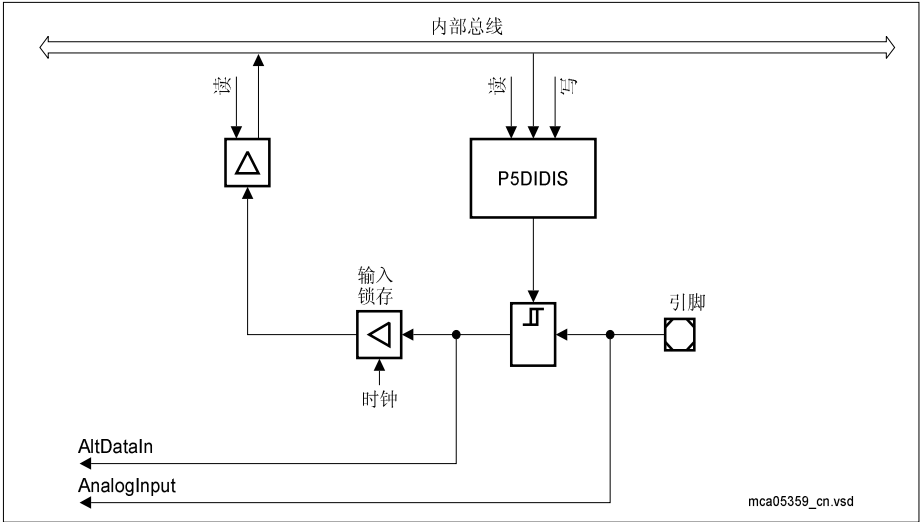 内部总线
读
读
写
P5DIDIS
输入
锁存
引脚
时钟
AltDataIn
AnalogInput
mca05359_cn.vsd